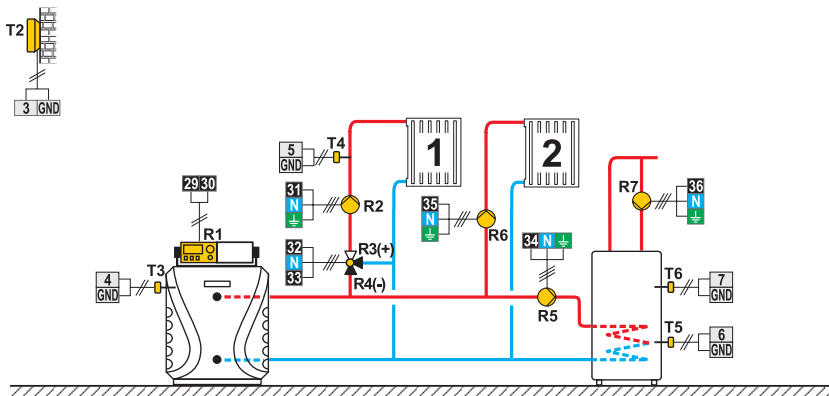 T2
3 GND
5
GND
T4
1
2
29 30
31
N
R2
35
N
R6
R7
36
N
34 N
R1
32
N
33
R3(+)
R4(-)
4
GND
T3
R5
T6
7
GND
T5
6
GND